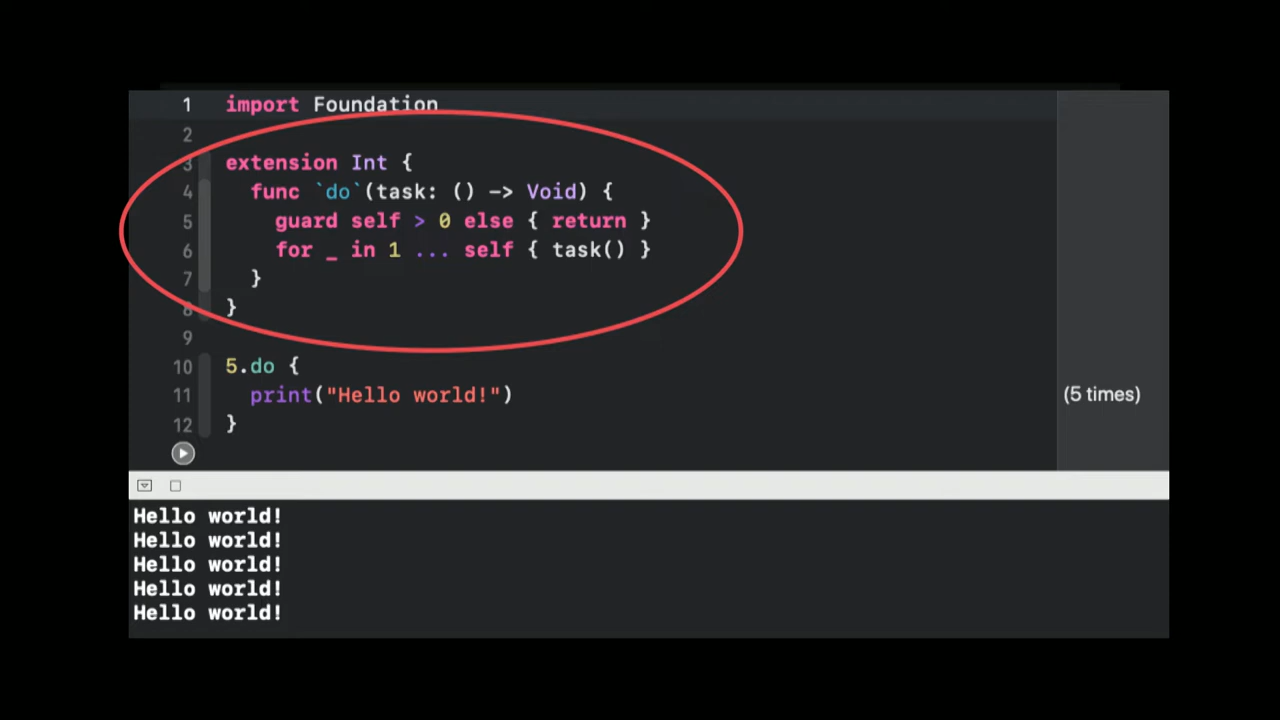 1 import Foundation
2
3 extension Int {
4 func `do`(task: () -> Void) {
5 guard self > 0 else { return }
6 for _ in 1 ... self { task() }
7 }
8 }
9
10 5.do {
11 print("Hello world!") (5 times)
12 }
Hello world!
Hello world!
Hello world!
Hello world!
Hello world!